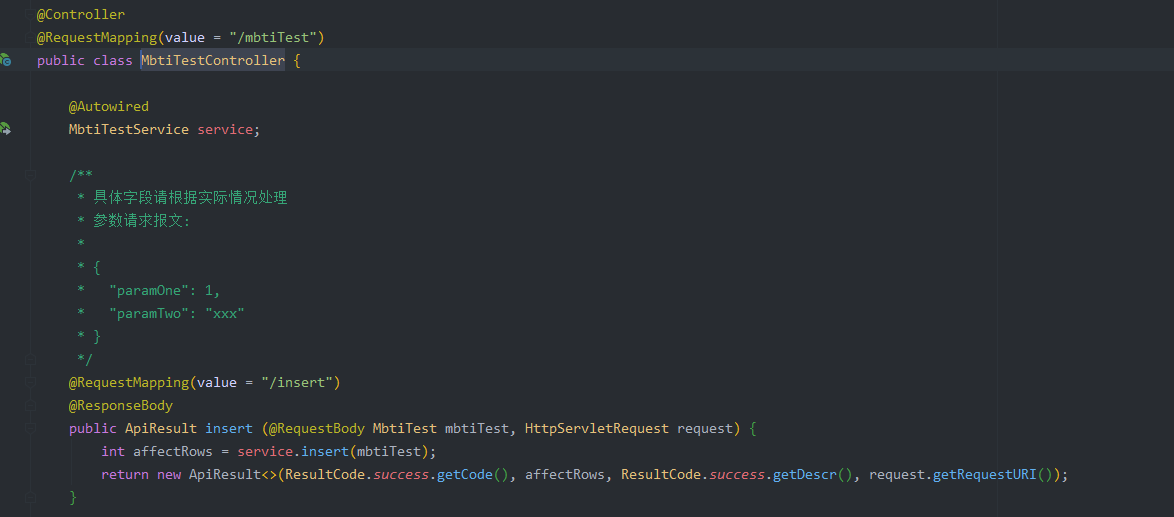 @Controller
@RequestMapping(value = "/mbtiTest")
public class MbtiTestController {
@Autowired
MbtiTestService service;
/**
* 具体字段请根据实际情况处理
* 参数请求报文:
*
* {
*   "paramOne": 1,
*   "paramTwo": "xxx"
* }
*/
@RequestMapping(value = "/insert")
@ResponseBody
public ApiResult insert (@RequestBody MbtiTest mbtiTest, HttpServletRequest request) {
int affectRows = service.insert(mbtiTest);
return new ApiResult<>(ResultCode.success.getCode(), affectRows, ResultCode.success.getDescr(), request.getRequestURI());
}